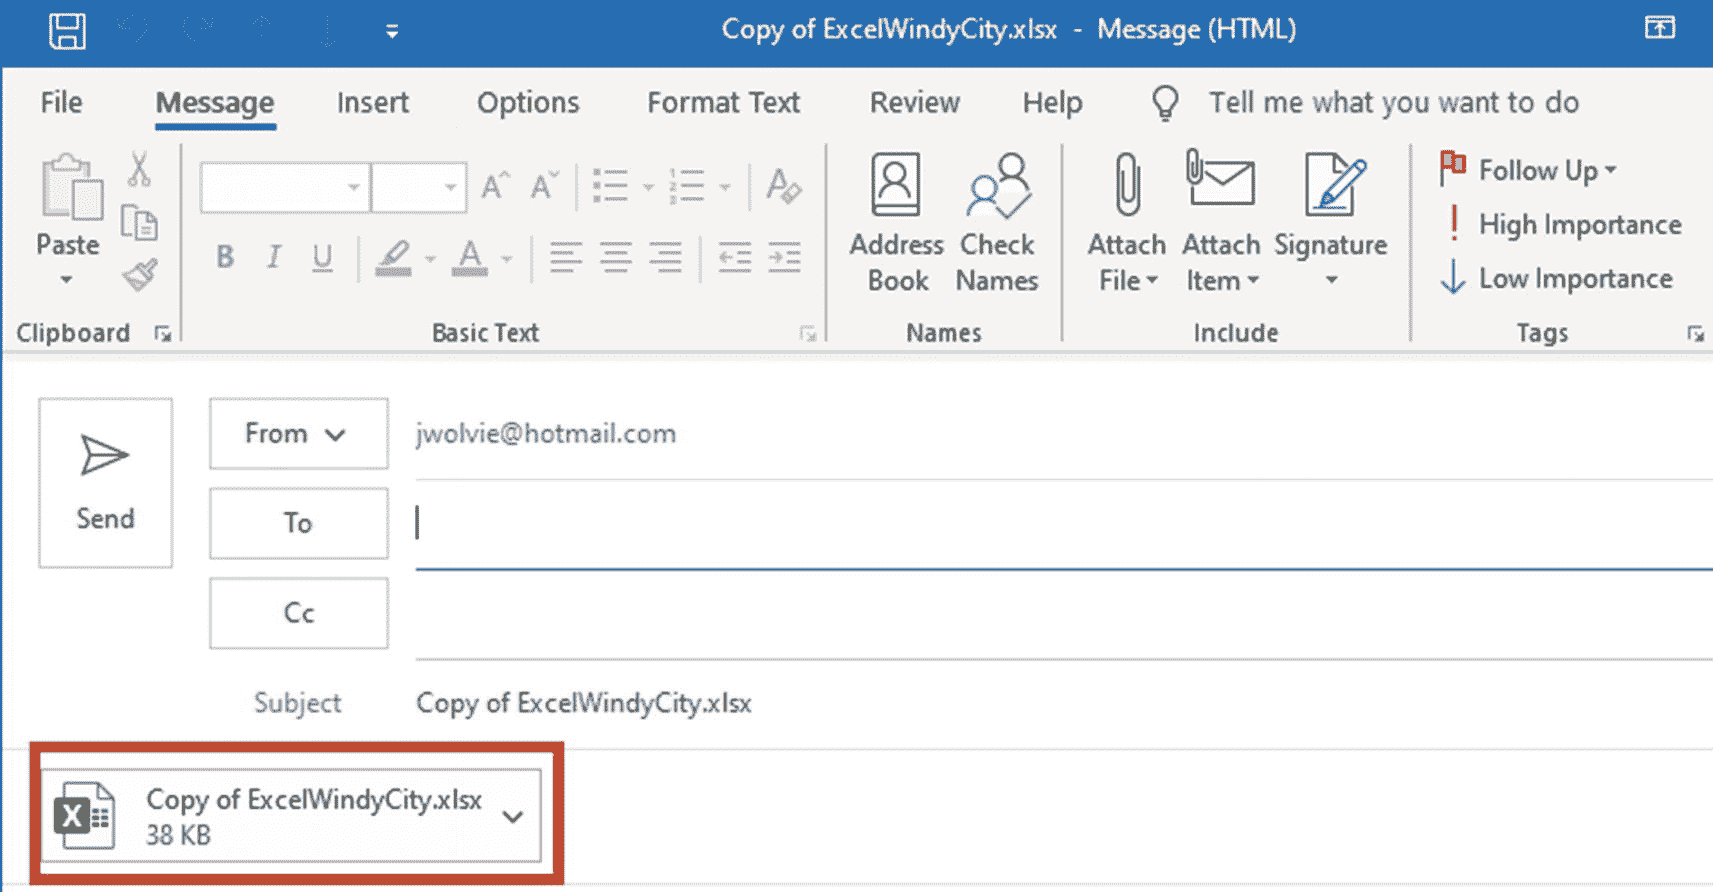 Copy of ExcelWindyCity.xlsx - Message (HTML)
File Message Insert Options Format Text Review Help Tell me what you want to do
Paste
B I U
Clipboard
Basic Text
Address Book
Check Names
Names
Attach File
Attach Item
Signature
Include
Follow Up
High Importance
Low Importance
Tags
Send
From jwolvie@hotmail.com
To
Cc
Subject Copy of ExcelWindyCity.xlsx
Copy of ExcelWindyCity.xlsx
38 KB